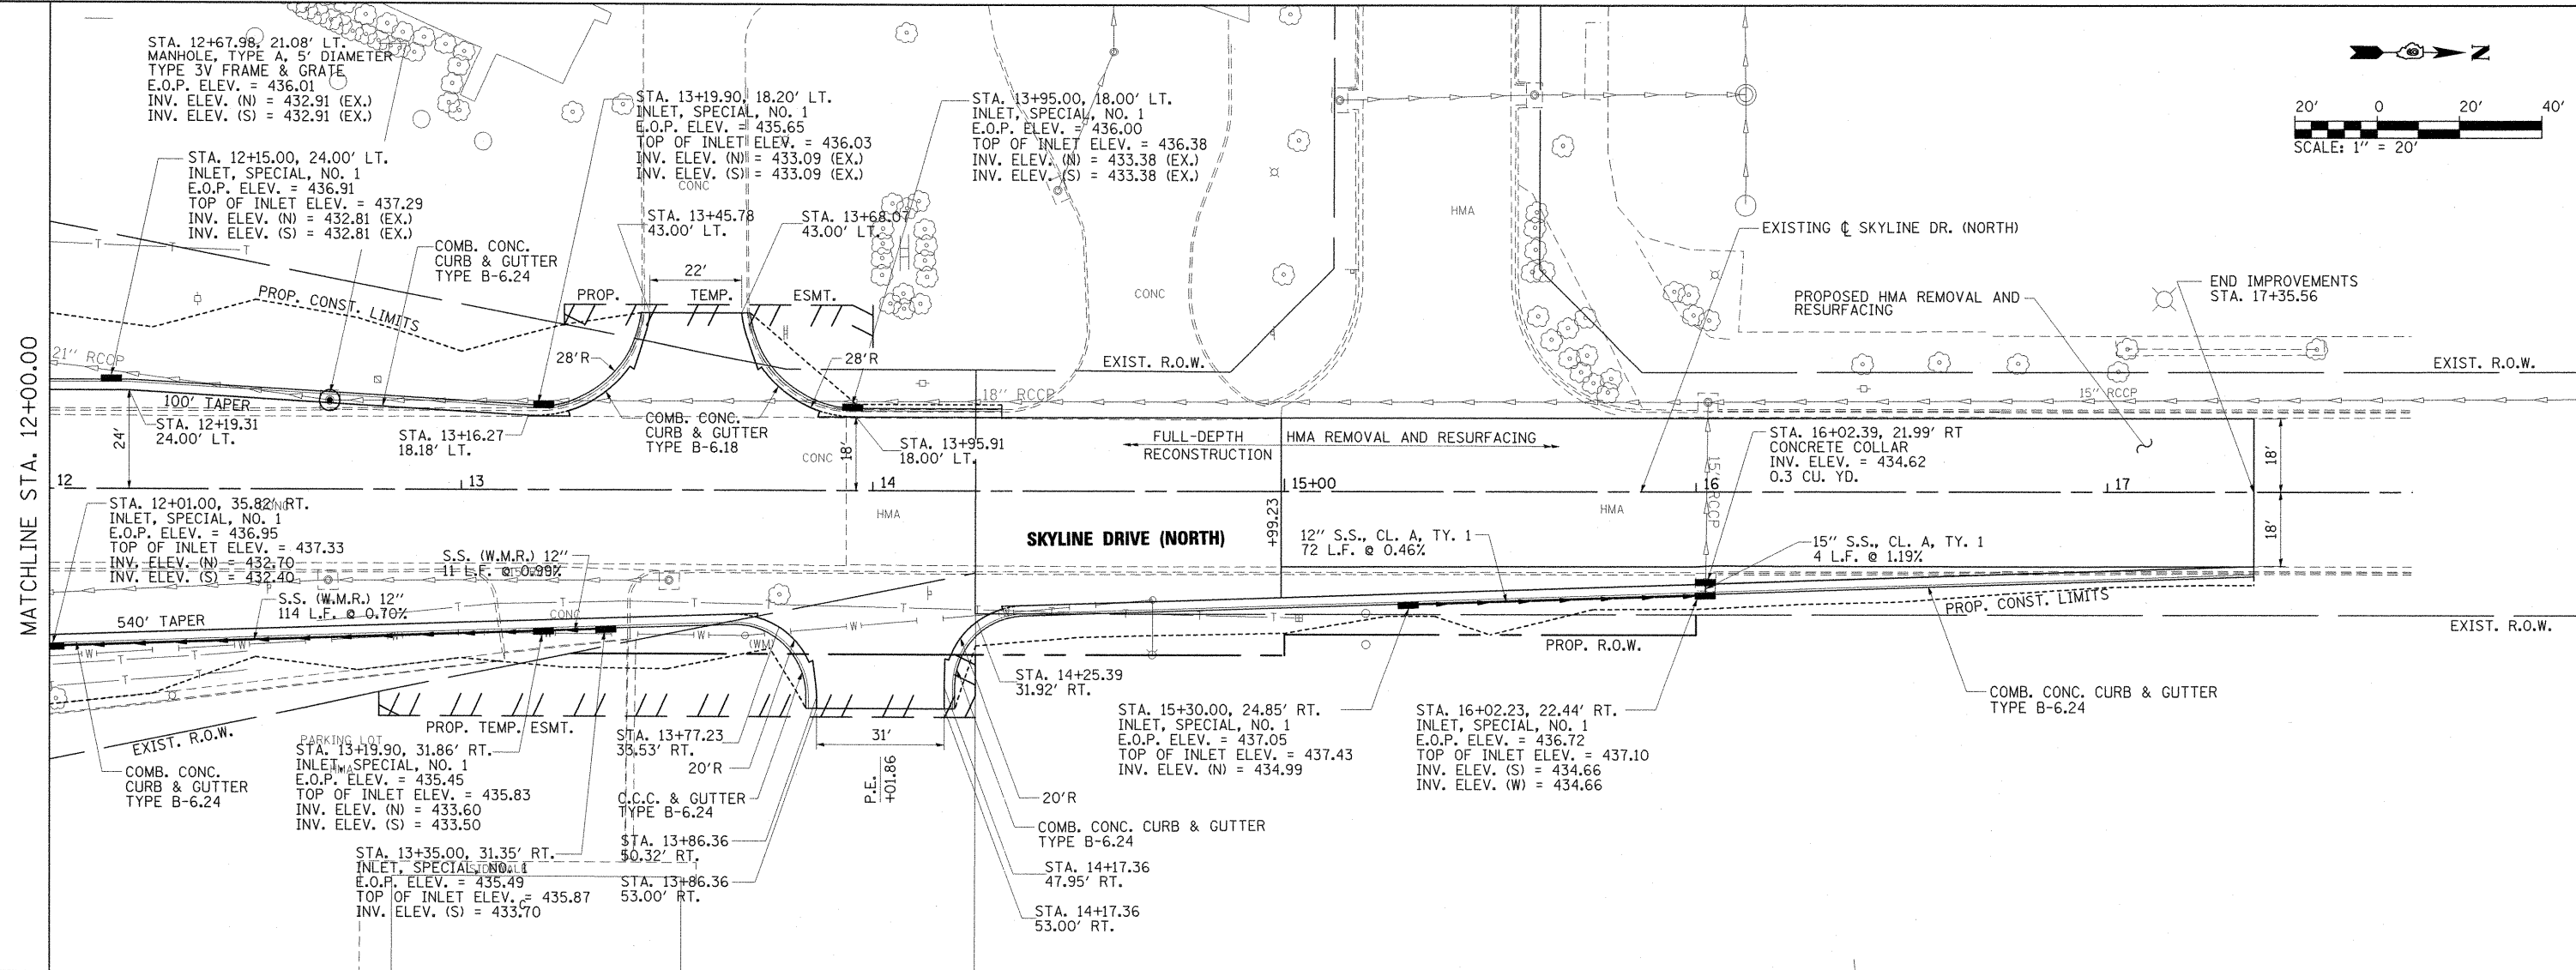 STA. 12+67.98, 21.08' LT.
MANHOLE, TYPE A, 5' DIAMETER
TYPE 3V FRAME & GRATE
E.O.P. ELEV. = 436.01
INV. ELEV. (N) = 432.91 (EX.)
INV. ELEV. (S) = 432.91 (EX.)
STA. 12+15.00, 24.00' LT.
INLET, SPECIAL, NO. 1
E.O.P. ELEV. = 436.91
TOP OF INLET ELEV. = 437.29
INV. ELEV. (N) = 432.81 (EX.)
INV. ELEV. (S) = 432.81 (EX.)
COMB. CONC.
CURB & GUTTER
TYPE B-6.24
STA. 13+19.90, 18.20' LT.
INLET, SPECIAL, NO. 1
E.O.P. ELEV. = 435.65
TOP OF INLET ELEV. = 436.03
INV. ELEV. (N) = 433.09 (EX.)
INV. ELEV. (S) = 433.09 (EX.)
CONC
STA. 13+95.00, 18.00' LT.
INLET, SPECIAL, NO. 1
E.O.P. ELEV. = 436.00
TOP OF INLET ELEV. = 436.38
INV. ELEV. (N) = 433.38 (EX.)
INV. ELEV. (S) = 433.38 (EX.)
N
20' 0 20' 40'
SCALE: 1" = 20'
STA. 13+45.78
43.00' LT.
STA. 13+68.07
43.00' LT.
22'
PROP. TEMP. ESMT.
HMA
CONC
EXISTING ℄ SKYLINE DR. (NORTH)
PROPOSED HMA REMOVAL AND
RESURFACING
END IMPROVEMENTS
STA. 17+35.56
PROP. CONST. LIMITS
21" RCCP
28'R
28'R
EXIST. R.O.W.
EXIST. R.O.W.
MATCHLINE STA. 12+00.00
100' TAPER
24'
STA. 12+19.31
24.00' LT.
STA. 13+16.27
18.18' LT.
COMB. CONC.
CURB & GUTTER
TYPE B-6.18
18" RCCP
15" RCCP
18'
STA. 13+95.91
18.00' LT.
CONC
FULL-DEPTH
RECONSTRUCTION
HMA REMOVAL AND RESURFACING
STA. 16+02.39, 21.99' RT
CONCRETE COLLAR
INV. ELEV. = 434.62
0.3 CU. YD.
15" RCCP
18'
18'
12
13
14
15+00
16
17
STA. 12+01.00, 35.82' RT.
INLET, SPECIAL, NO. 1
E.O.P. ELEV. = 436.95
TOP OF INLET ELEV. = 437.33
INV. ELEV. (N) = 432.70
INV. ELEV. (S) = 432.40
CONC
S.S. (W.M.R.) 12"
11 L.F. @ 0.99%
S.S. (W.M.R.) 12"
114 L.F. @ 0.70%
CONC
HMA
SKYLINE DRIVE (NORTH)
+99.23
12" S.S., CL. A, TY. 1
72 L.F. @ 0.46%
HMA
15" S.S., CL. A, TY. 1
4 L.F. @ 1.19%
540' TAPER
(WM)
PROP. CONST. LIMITS
PROP. R.O.W.
EXIST. R.O.W.
EXIST. R.O.W.
PROP. TEMP. ESMT.
COMB. CONC.
CURB & GUTTER
TYPE B-6.24
PARKING LOT
HMA
STA. 13+19.90, 31.86' RT.
INLET, SPECIAL, NO. 1
E.O.P. ELEV. = 435.45
TOP OF INLET ELEV. = 435.83
INV. ELEV. (N) = 433.60
INV. ELEV. (S) = 433.50
STA. 13+35.00, 31.35' RT.
INLET, SPECIAL, NO. 1
E.O.P. ELEV. = 435.49
TOP OF INLET ELEV. = 435.87
INV. ELEV. (S) = 433.70
STA. 13+77.23
33.53' RT.
20'R
C.C.C. & GUTTER
TYPE B-6.24
STA. 13+86.36
50.32' RT.
STA. 13+86.36
53.00' RT.
31'
P.E.
+01.86
STA. 14+25.39
31.92' RT.
20'R
COMB. CONC. CURB & GUTTER
TYPE B-6.24
STA. 14+17.36
47.95' RT.
STA. 14+17.36
53.00' RT.
STA. 15+30.00, 24.85' RT.
INLET, SPECIAL, NO. 1
E.O.P. ELEV. = 437.05
TOP OF INLET ELEV. = 437.43
INV. ELEV. (N) = 434.99
STA. 16+02.23, 22.44' RT.
INLET, SPECIAL, NO. 1
E.O.P. ELEV. = 436.72
TOP OF INLET ELEV. = 437.10
INV. ELEV. (S) = 434.66
INV. ELEV. (W) = 434.66
COMB. CONC. CURB & GUTTER
TYPE B-6.24